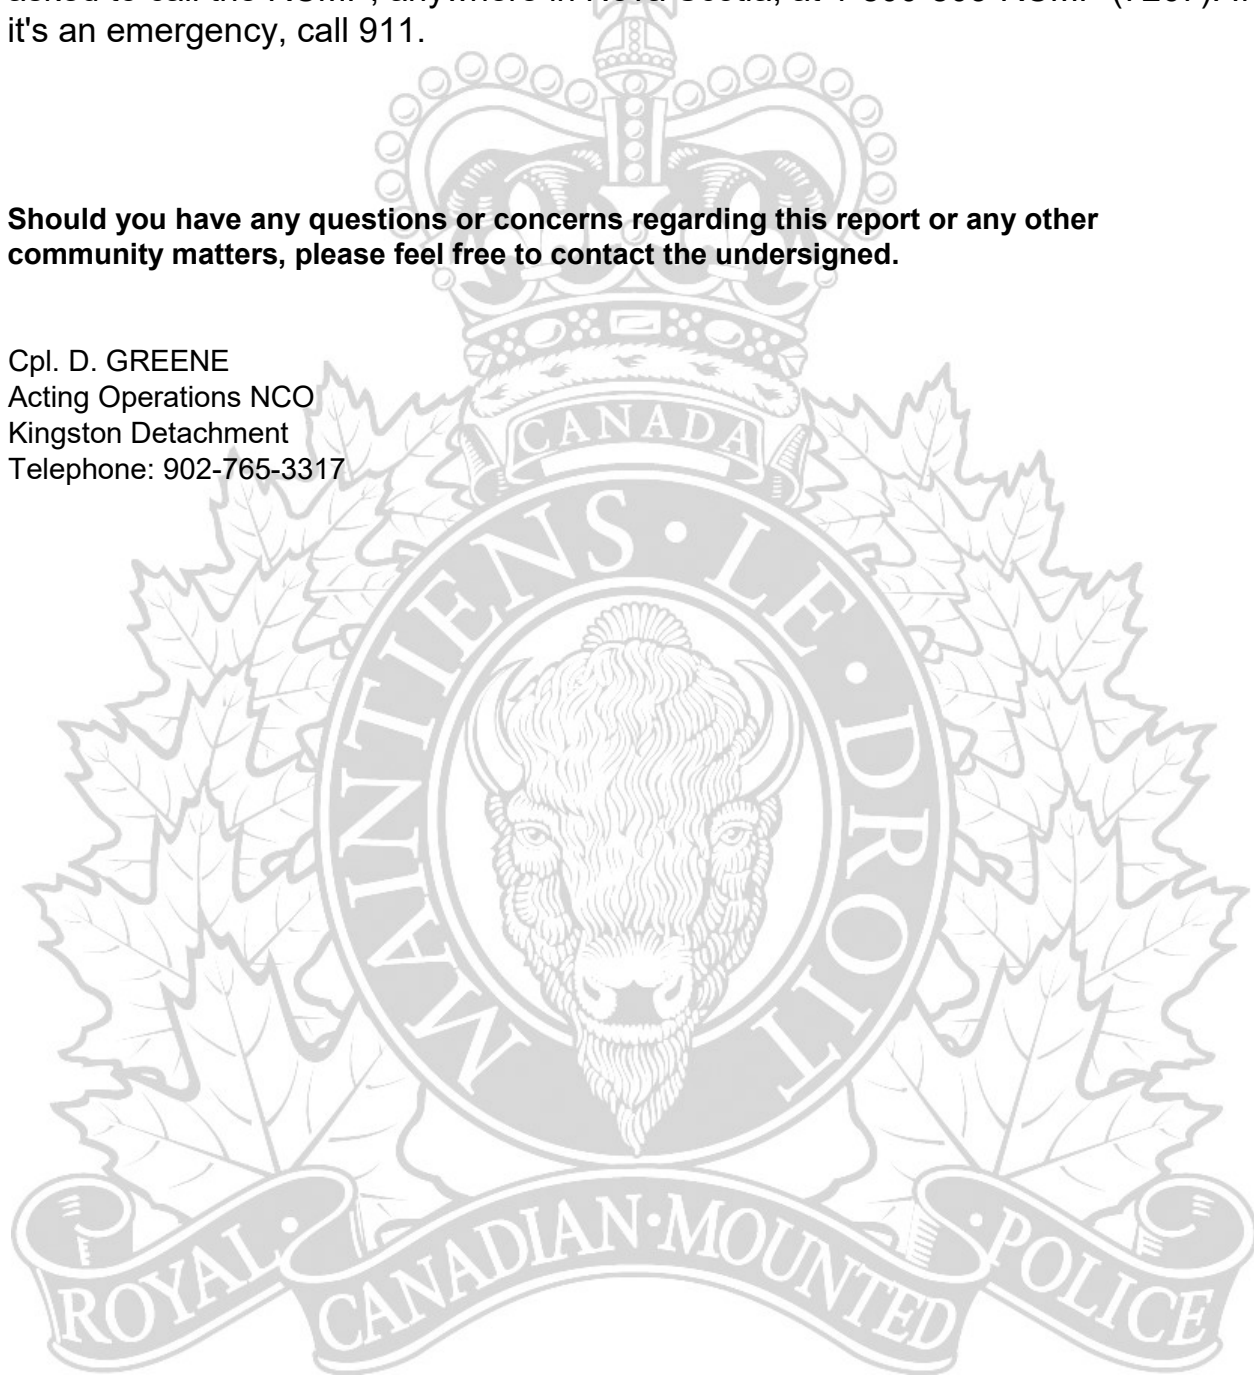 it's an emergency, call 911.
Should you have any questions or concerns regarding this report or any other
community matters, please feel free to contact the undersigned.
Cpl. D. GREENE
Acting Operations NCO
Kingston Detachment
Telephone: 902-765-3317
CANADA
MAINTIENS · LE · DROIT
ROYAL · CANADIAN · MOUNTED · POLICE